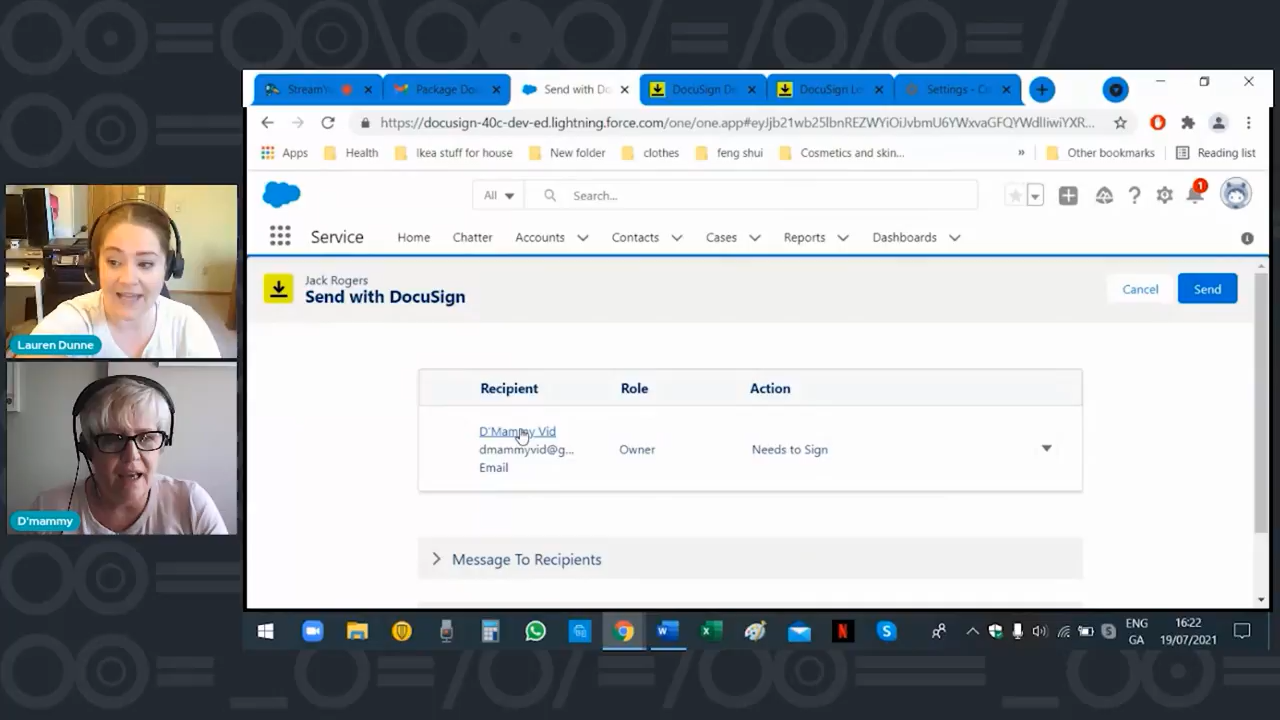 StreamY
Package Do
Send with Do
DocuSign D
DocuSign L
Settings - C
https://docusign-40c-dev-ed.lightning.force.com/one/one.app#eyJjb21wb25lbnREZWYiOiJvbmU6YWxvaGFQYWdlIiwiYXR...
Apps
Health
Ikea stuff for house
New folder
clothes
feng shui
Cosmetics and skin...
»
Other bookmarks
Reading list
All
Search...
1
Service
Home
Chatter
Accounts
Contacts
Cases
Reports
Dashboards
Jack Rogers
Send with DocuSign
Cancel
Send
Recipient
Role
Action
D'Mammy Vid
dmammyvid@g...
Email
Owner
Needs to Sign
Message To Recipients
Lauren Dunne
D'mammy
ENG
GA
16:22
19/07/2021